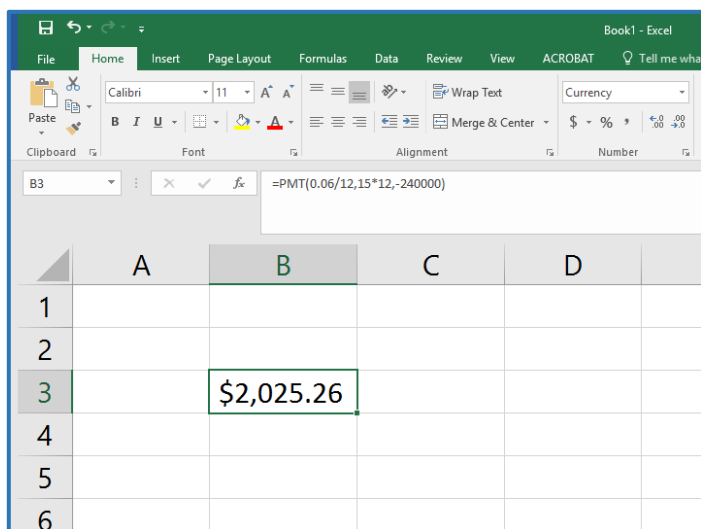 Book1 - Excel
File Home Insert Page Layout Formulas Data Review View ACROBAT Tell me wha
Calibri 11 A A Wrap Text Currency
Paste B I U A Merge & Center $ % , .00 .0
Clipboard Font Alignment Number
B3 fx =PMT(0.06/12,15*12,-240000)
A B C D
1
2
3 $2,025.26
4
5
6